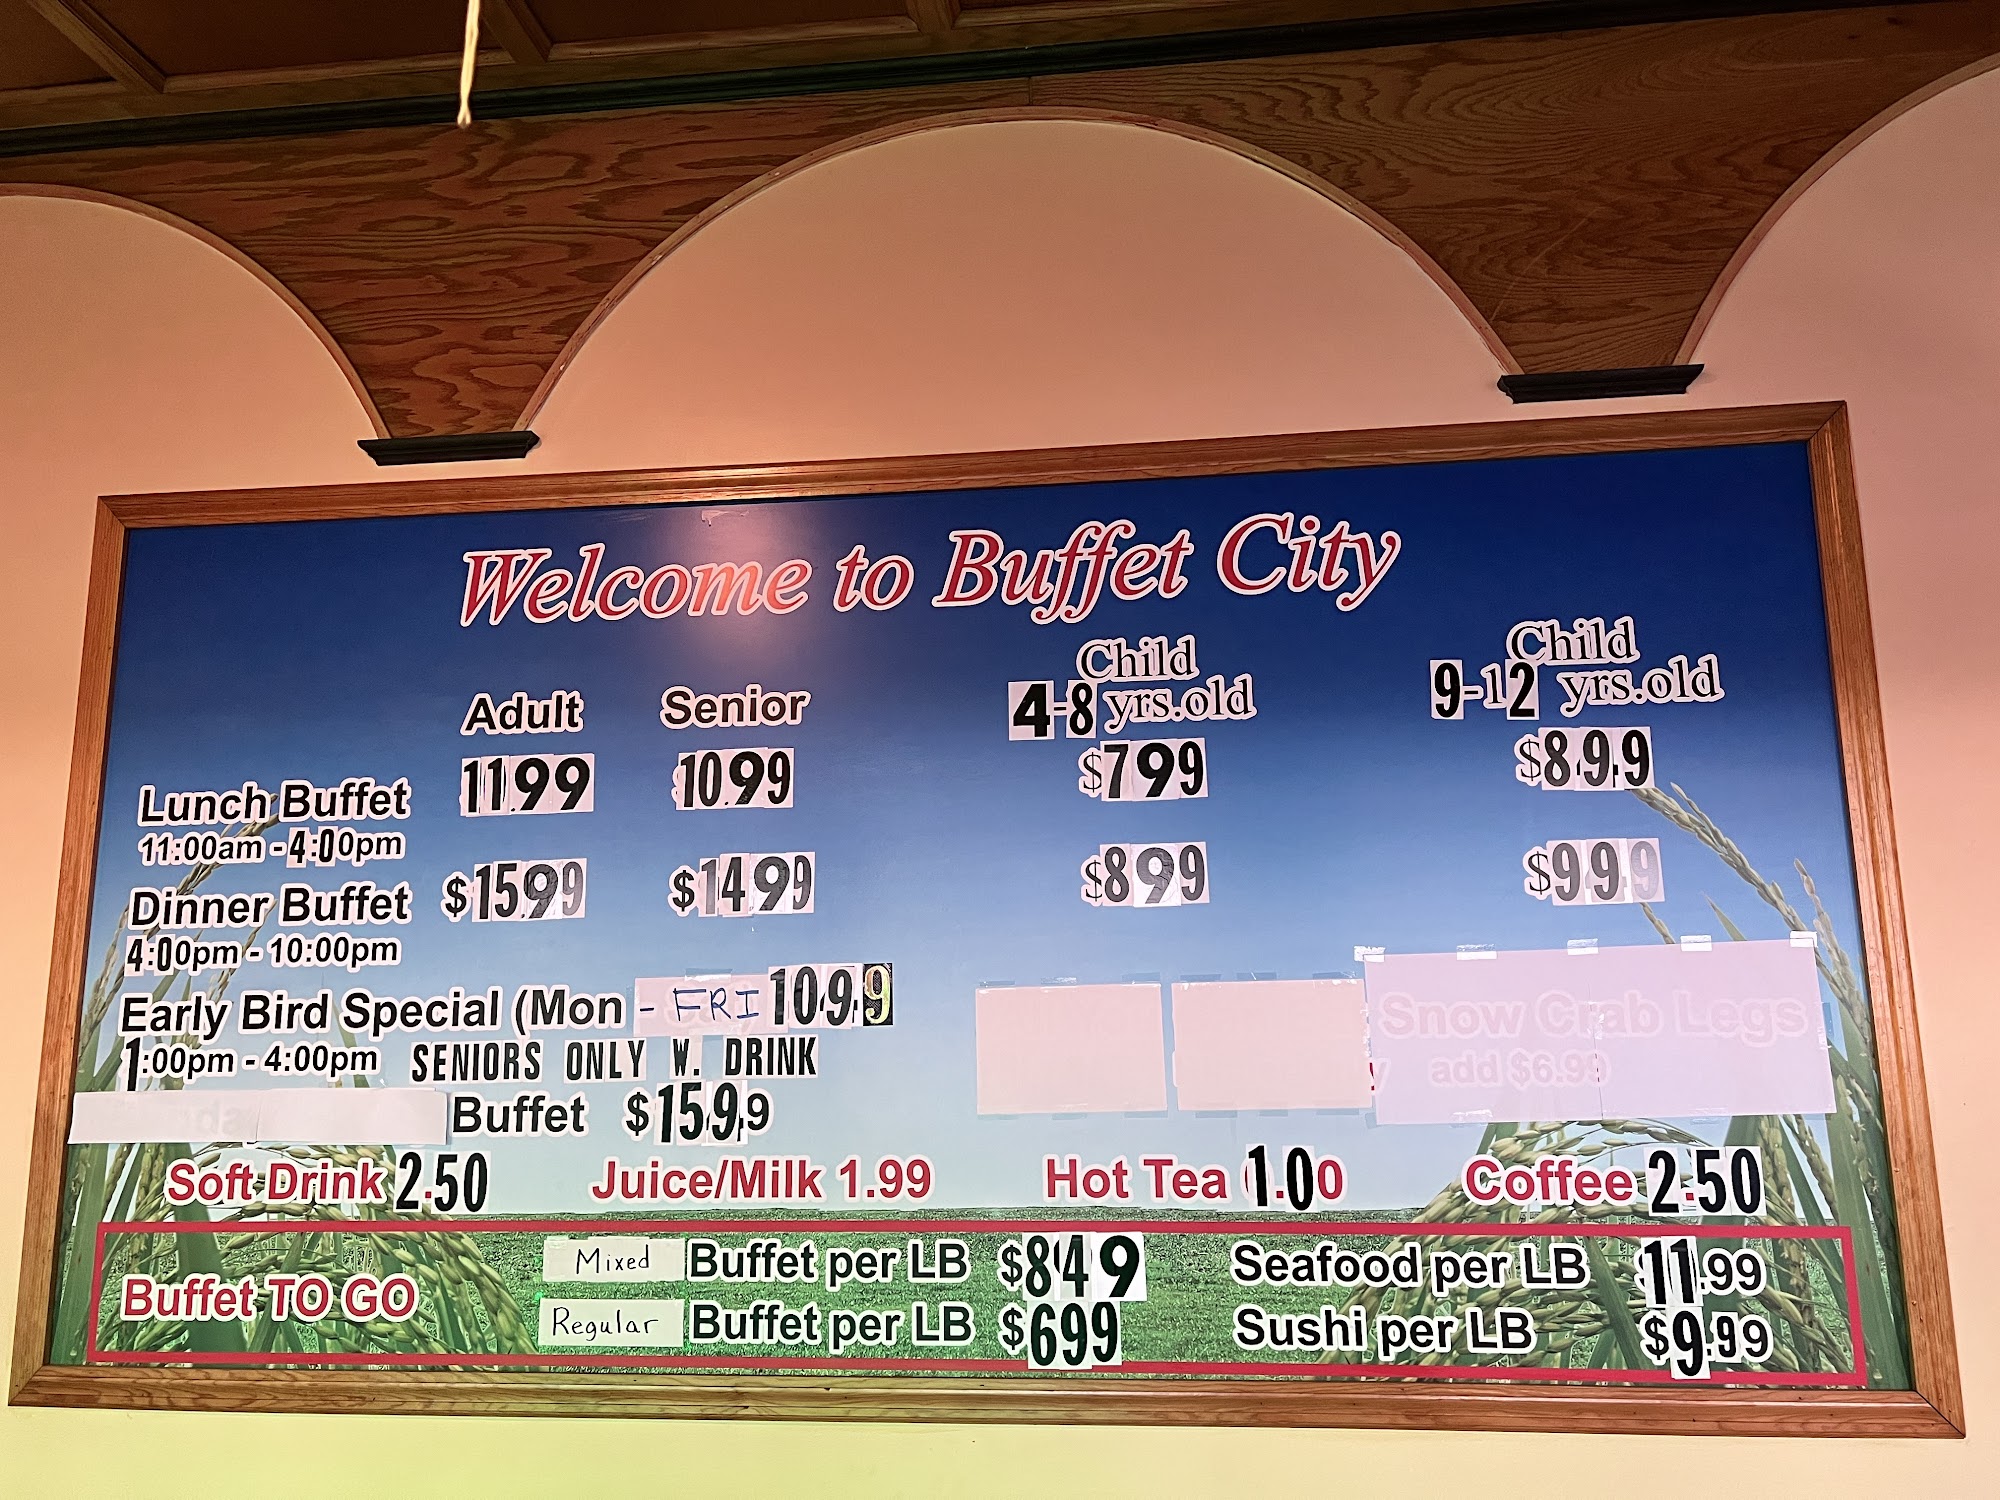 Welcome to Buffet City
Adult Senior Child 4-8 yrs.old Child 9-12 yrs.old
Lunch Buffet 11.99 10.99 $7.99 $8.99
11:00am - 4:00pm
Dinner Buffet $15.99 $14.99 $8.99 $9.99
4:00pm - 10:00pm
Early Bird Special (Mon - FRI 10.99
1:00pm - 4:00pm SENIORS ONLY W. DRINK
Snow Crab Legs
add $6.99
Buffet $15.99
Soft Drink 2.50 Juice/Milk 1.99 Hot Tea 1.00 Coffee 2.50
Buffet TO GO
Mixed Buffet per LB $8.49 Seafood per LB 11.99
Regular Buffet per LB $699 Sushi per LB $9.99